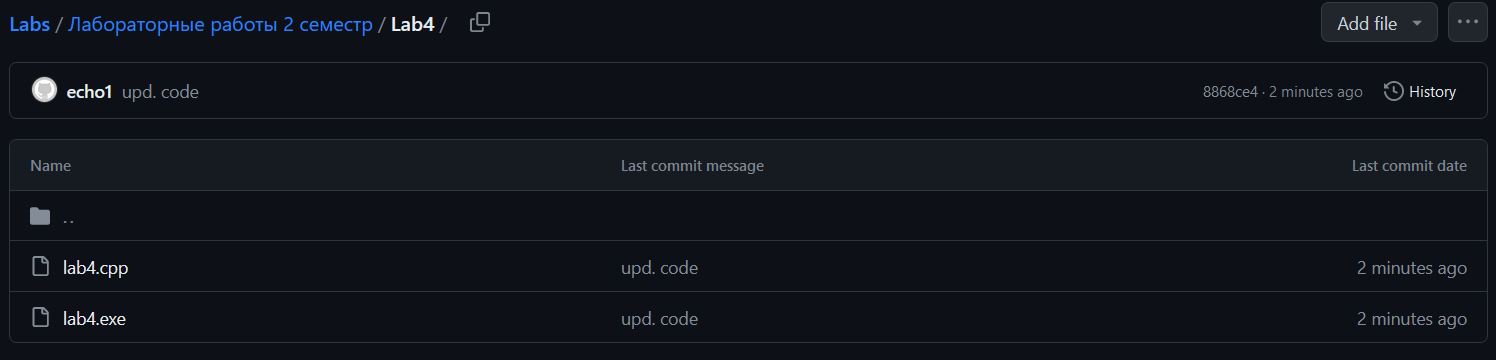 Labs / Лабораторные работы 2 семестр / Lab4 /
Add file
echo1 upd. code
8868ce4 · 2 minutes ago
History
Name Last commit message Last commit date
..
lab4.cpp upd. code 2 minutes ago
lab4.exe upd. code 2 minutes ago